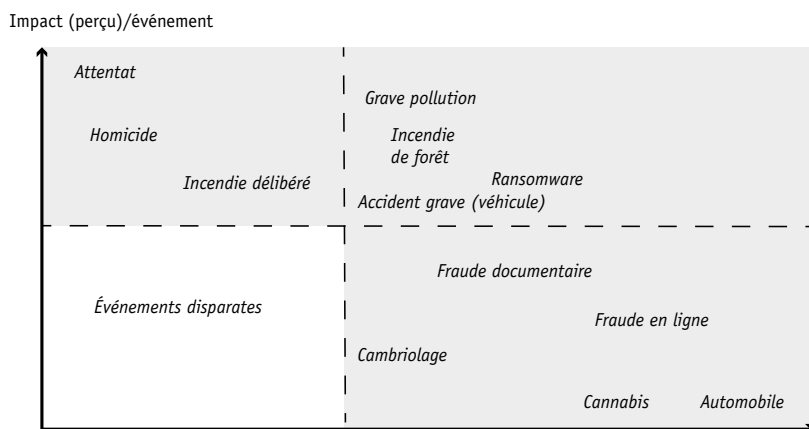 Impact (perçu)/événement
Attentat
Grave pollution
Homicide
Incendie
de forêt
Incendie délibéré
Ransomware
Accident grave (véhicule)
Fraude documentaire
Événements disparates
Fraude en ligne
Cambriolage
Cannabis
Automobile